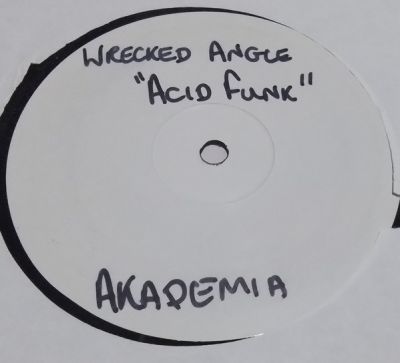 WRECKED ANGLE
"ACID FUNK"
AKADEMIA